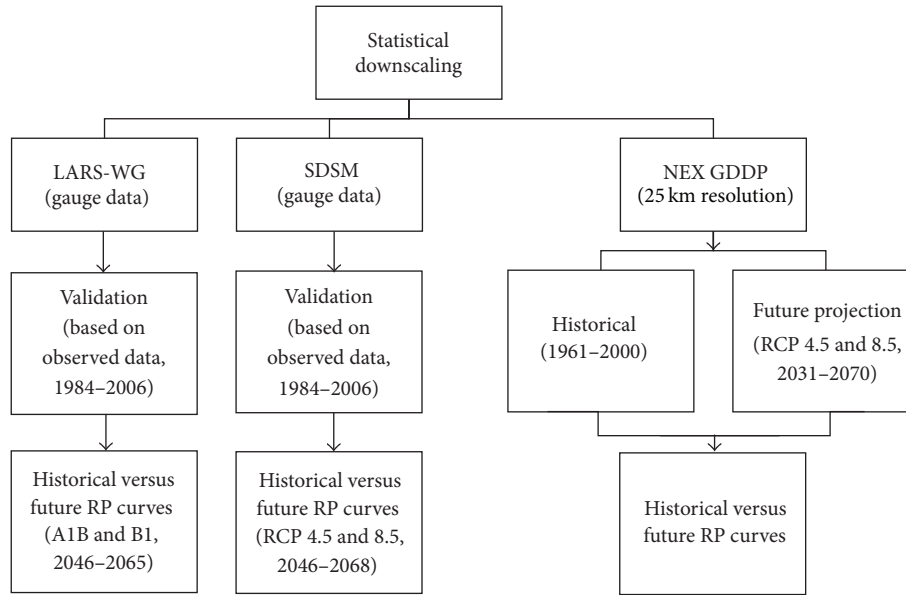 Statistical
downscaling
LARS-WG
(gauge data)
SDSM
(gauge data)
NEX GDDP
(25 km resolution)
Validation
(based on
observed data,
1984–2006)
Validation
(based on
observed data,
1984–2006)
Historical
(1961–2000)
Future projection
(RCP 4.5 and 8.5,
2031–2070)
Historical versus
future RP curves
(A1B and B1,
2046–2065)
Historical versus
future RP curves
(RCP 4.5 and 8.5,
2046–2068)
Historical versus
future RP curves